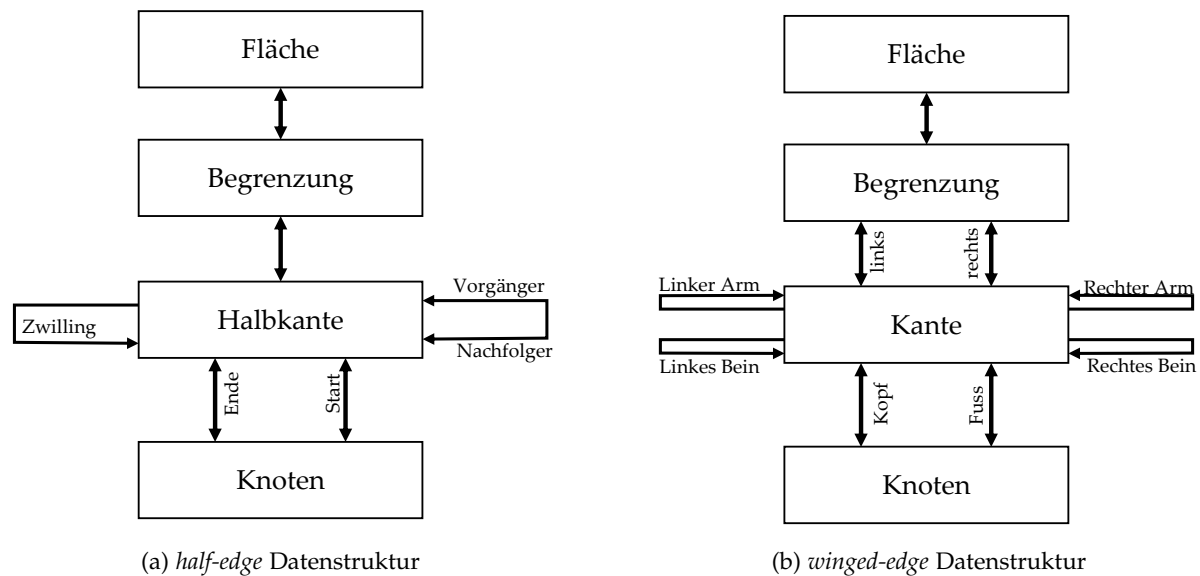 Fläche
Begrenzung
Halbkante
Zwilling
Vorgänger
Nachfolger
Ende
Start
Knoten
(a) half-edge Datenstruktur
Fläche
Begrenzung
links
rechts
Linker Arm
Rechter Arm
Kante
Linkes Bein
Rechtes Bein
Kopf
Fuss
Knoten
(b) winged-edge Datenstruktur